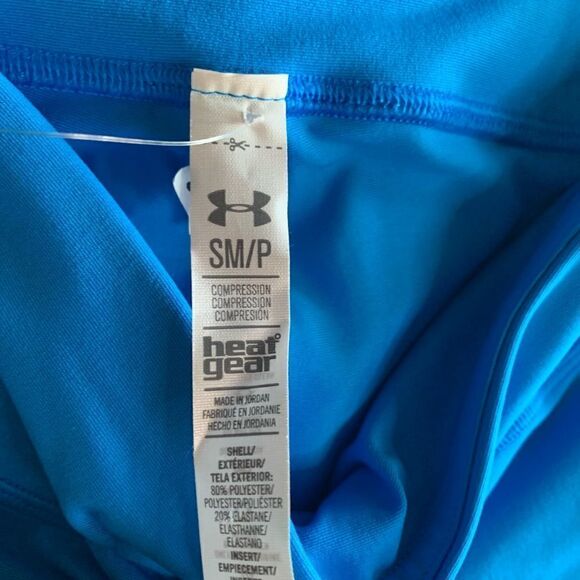 SM/P
COMPRESSION
COMPRESSION
COMPRESIÓN
heat
gear
MADE IN JORDAN
FABRIQUÉ EN JORDANIE
HECHO EN JORDANIA
SHELL/
EXTÉRIEUR/
TELA EXTERIOR:
80% POLYESTER/
POLYESTER/POLIÉSTER
20% ELASTANE/
ELASTHANNE/
ELASTANO
INSERT/
EMPIECEMENT/